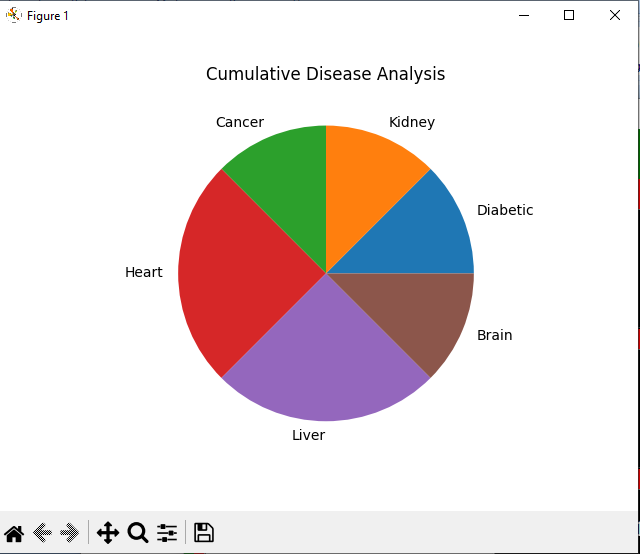 Figure 1
Cumulative Disease Analysis
Cancer
Kidney
Diabetic
Heart
Brain
Liver